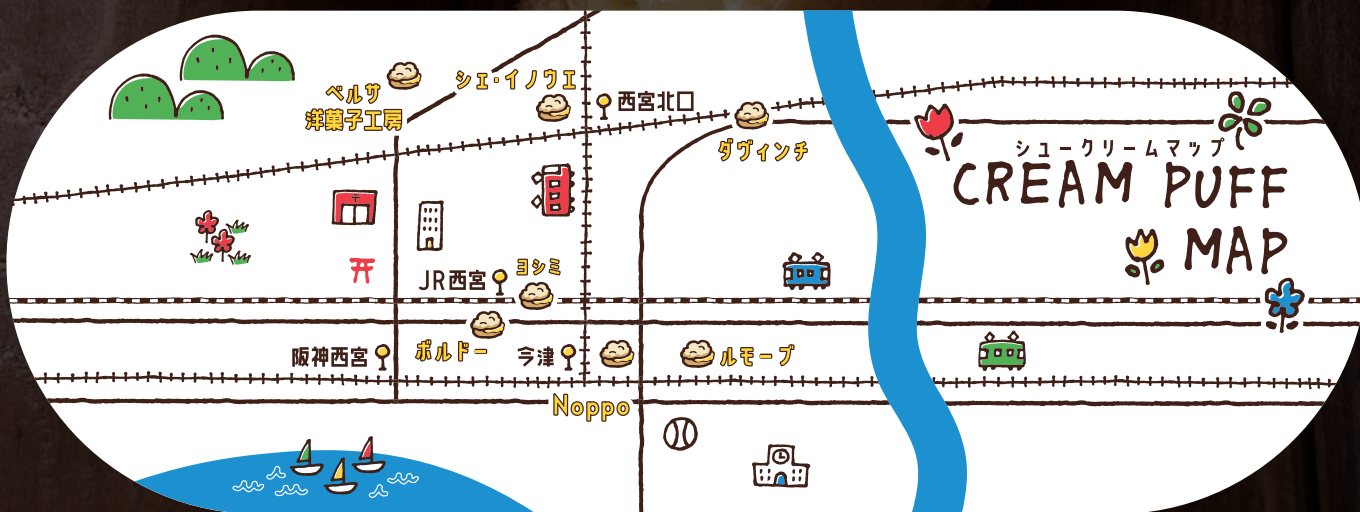 シェ・イノウエ
ベルサ
洋菓子工房
西宮北口
ダヴィンチ
シュークリームマップ
CREAM PUFF
MAP
ヨシミ
JR西宮
ボルドー
阪神西宮
今津
ルモーブ
Noppo